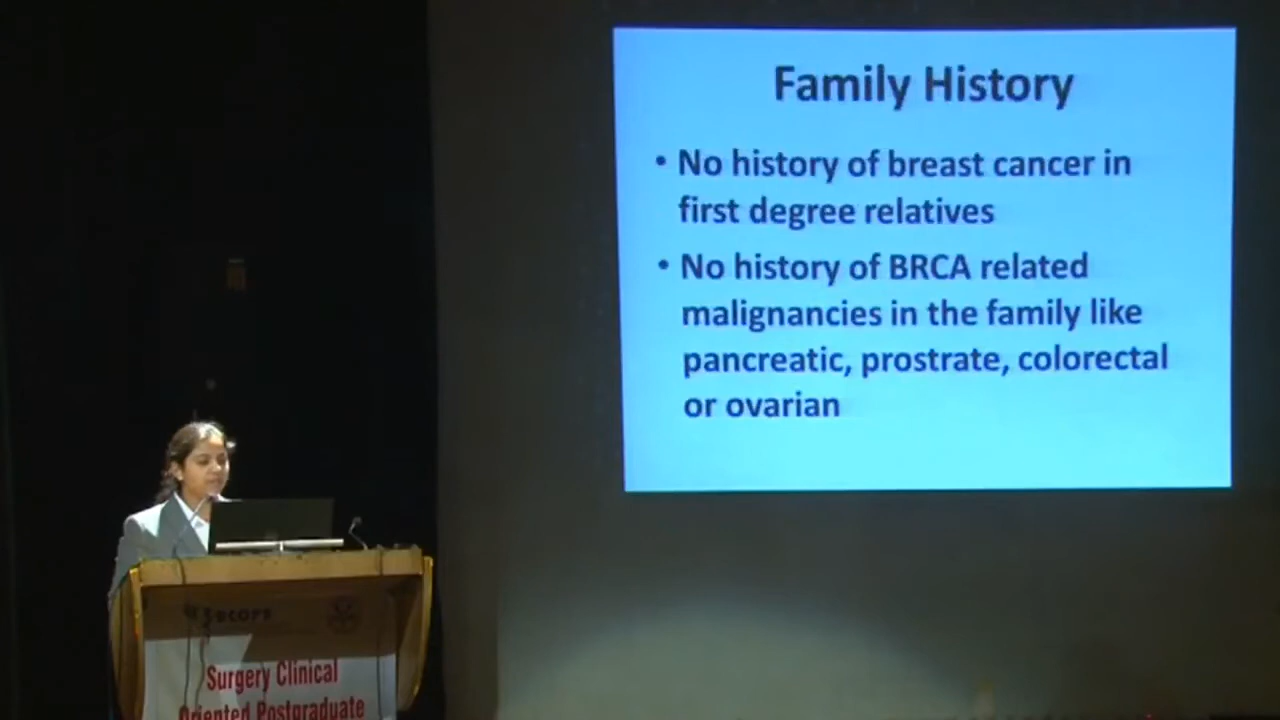 Family History
• No history of breast cancer in
first degree relatives
• No history of BRCA related
malignancies in the family like
pancreatic, prostrate, colorectal
or ovarian
Surgery Clinical
Oriented Postgraduate